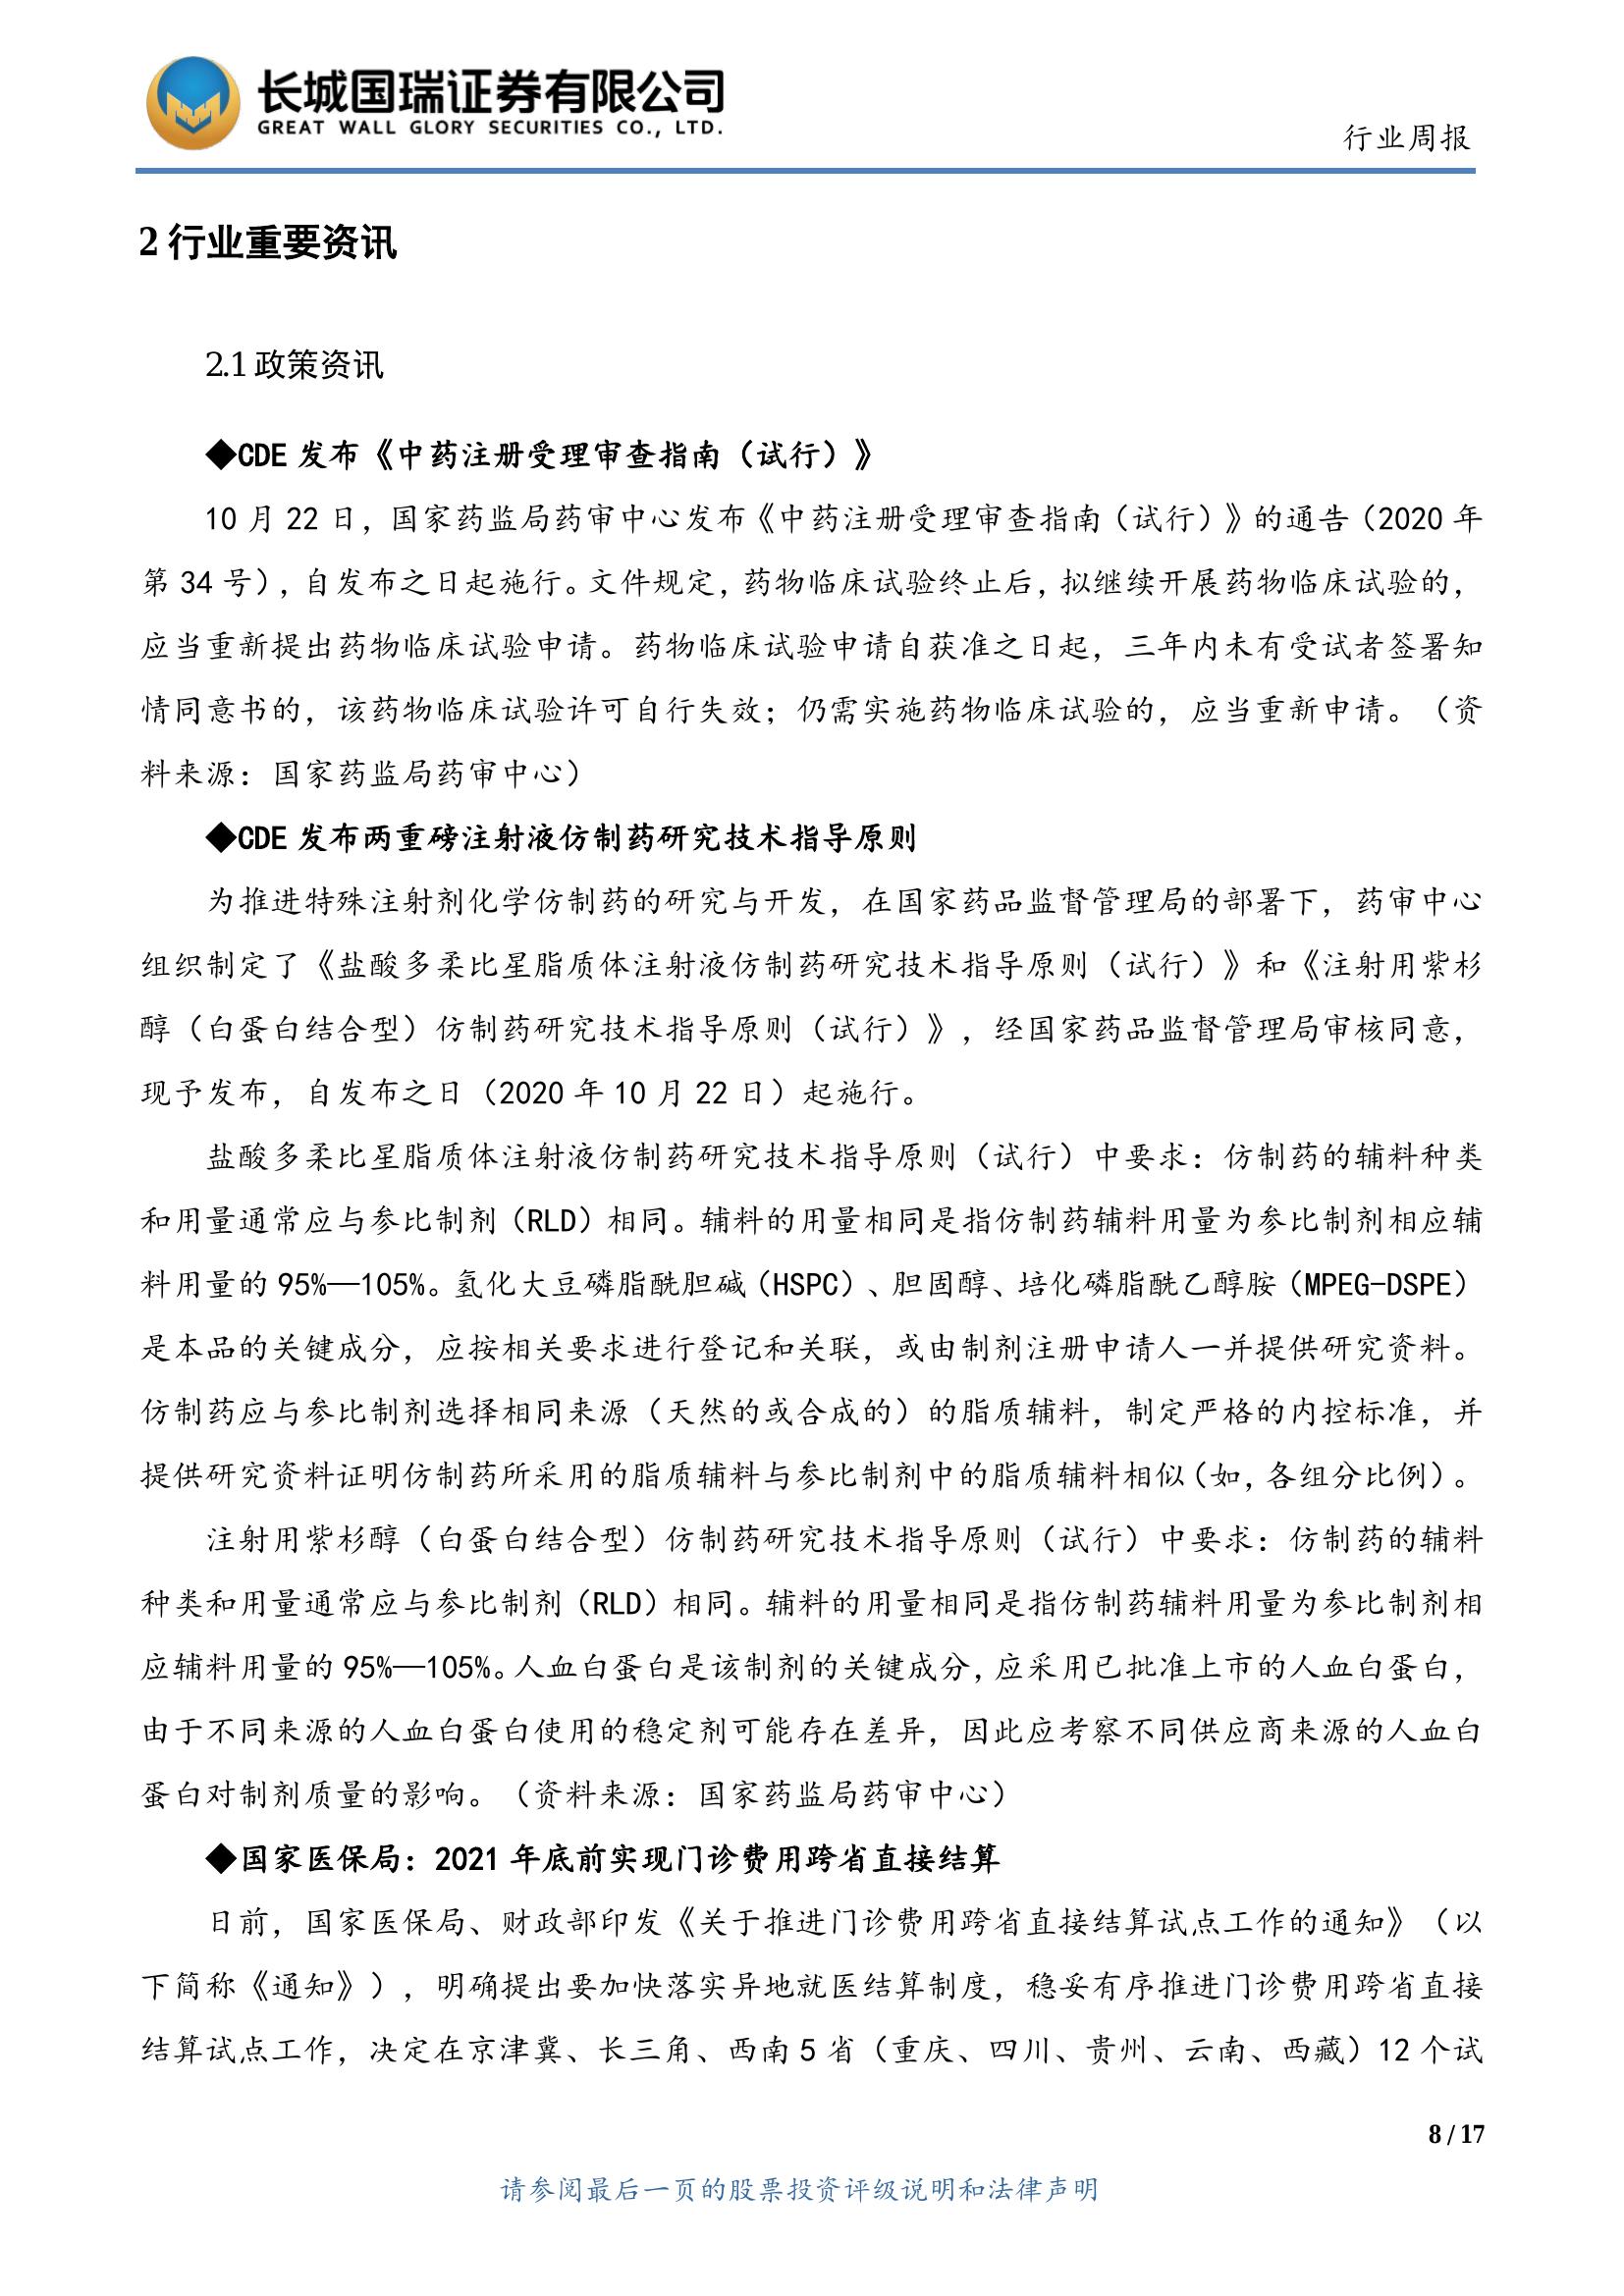 长城国瑞证券有限公司
GREAT WALL GLORY SECURITIES CO., LTD.
行业周报
2 行业重要资讯
2.1 政策资讯
◆CDE 发布《中药注册受理审查指南（试行）》
10 月 22 日，国家药监局药审中心发布《中药注册受理审查指南（试行）》的通告（2020 年
第 34 号），自发布之日起施行。文件规定，药物临床试验终止后，拟继续开展药物临床试验的，
应当重新提出药物临床试验申请。药物临床试验申请自获准之日起，三年内未有受试者签署知
情同意书的，该药物临床试验许可自行失效；仍需实施药物临床试验的，应当重新申请。（资
料来源：国家药监局药审中心）
◆CDE 发布两重磅注射液仿制药研究技术指导原则
为推进特殊注射剂化学仿制药的研究与开发，在国家药品监督管理局的部署下，药审中心
组织制定了《盐酸多柔比星脂质体注射液仿制药研究技术指导原则（试行）》和《注射用紫杉
醇（白蛋白结合型）仿制药研究技术指导原则（试行）》，经国家药品监督管理局审核同意，
现予发布，自发布之日（2020 年 10 月 22 日）起施行。
盐酸多柔比星脂质体注射液仿制药研究技术指导原则（试行）中要求：仿制药的辅料种类
和用量通常应与参比制剂（RLD）相同。辅料的用量相同是指仿制药辅料用量为参比制剂相应辅
料用量的 95%—105%。氢化大豆磷脂酰胆碱（HSPC）、胆固醇、培化磷脂酰乙醇胺（MPEG-DSPE）
是本品的关键成分，应按相关要求进行登记和关联，或由制剂注册申请人一并提供研究资料。
仿制药应与参比制剂选择相同来源（天然的或合成的）的脂质辅料，制定严格的内控标准，并
提供研究资料证明仿制药所采用的脂质辅料与参比制剂中的脂质辅料相似（如，各组分比例）。
注射用紫杉醇（白蛋白结合型）仿制药研究技术指导原则（试行）中要求：仿制药的辅料
种类和用量通常应与参比制剂（RLD）相同。辅料的用量相同是指仿制药辅料用量为参比制剂相
应辅料用量的 95%—105%。人血白蛋白是该制剂的关键成分，应采用已批准上市的人血白蛋白，
由于不同来源的人血白蛋白使用的稳定剂可能存在差异，因此应考察不同供应商来源的人血白
蛋白对制剂质量的影响。（资料来源：国家药监局药审中心）
◆国家医保局：2021 年底前实现门诊费用跨省直接结算
日前，国家医保局、财政部印发《关于推进门诊费用跨省直接结算试点工作的通知》（以
下简称《通知》），明确提出要加快落实异地就医结算制度，稳妥有序推进门诊费用跨省直接
结算试点工作，决定在京津冀、长三角、西南 5 省（重庆、四川、贵州、云南、西藏）12 个试
8 / 17
请参阅最后一页的股票投资评级说明和法律声明